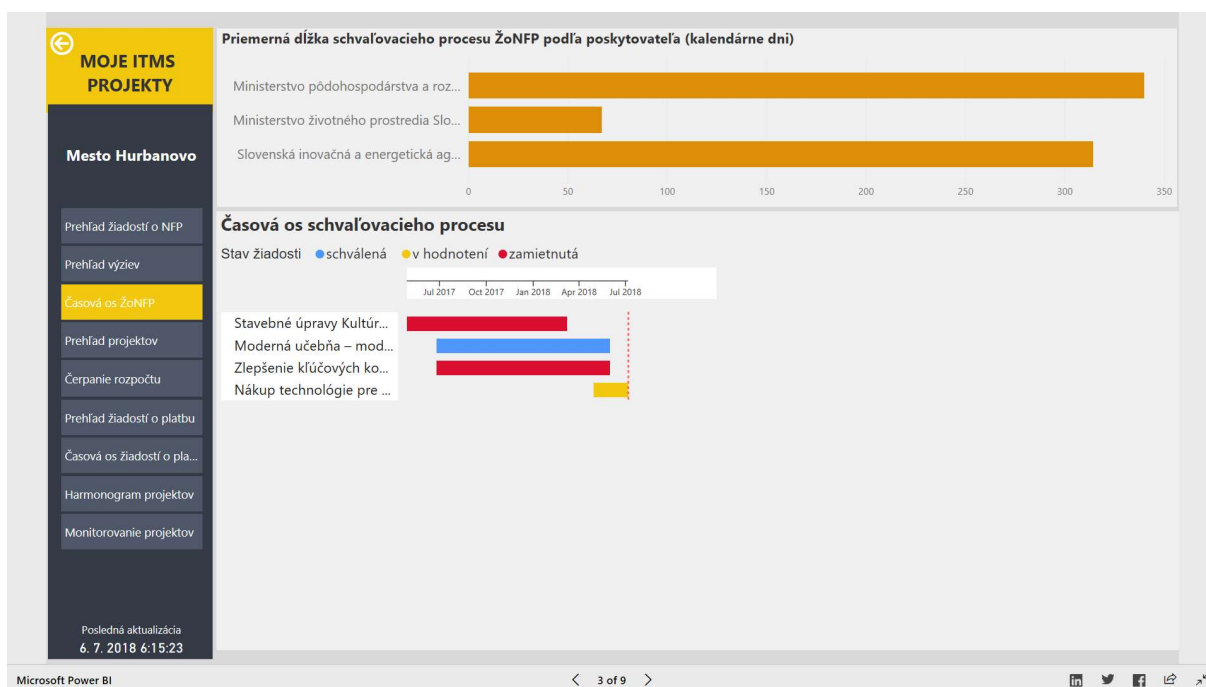 MOJE ITMS
PROJEKTY
Mesto Hurbanovo
Prehľad žiadostí o NFP
Prehľad výziev
Časová os ŽoNFP
Prehľad projektov
Čerpanie rozpočtu
Prehľad žiadostí o platbu
Časová os žiadostí o pla...
Harmonogram projektov
Monitorovanie projektov
Posledná aktualizácia
6. 7. 2018 6:15:23
Priemerná dĺžka schvaľovacieho procesu ŽoNFP podľa poskytovateľa (kalendárne dni)
Ministerstvo pôdohospodárstva a roz...
Ministerstvo životného prostredia Slo...
Slovenská inovačná a energetická ag...
0 50 100 150 200 250 300 350
Časová os schvaľovacieho procesu
Stav žiadosti schválená v hodnotení zamietnutá
Jul 2017 Oct 2017 Jan 2018 Apr 2018 Jul 2018
Stavebné úpravy Kultúr...
Moderná učebňa – mod...
Zlepšenie kľúčových ko...
Nákup technológie pre ...
Microsoft Power BI
3 of 9